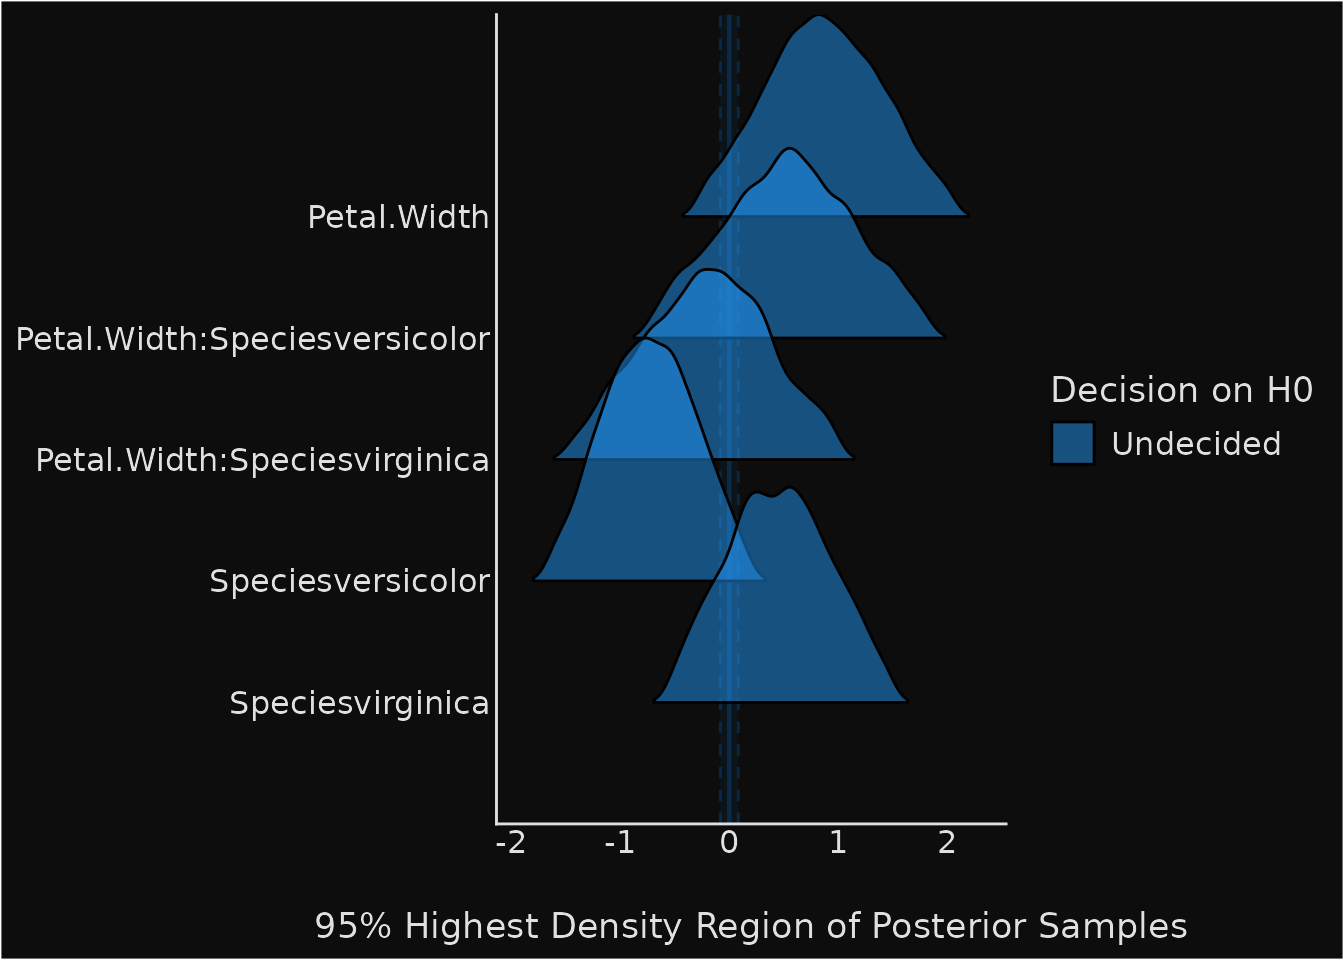 Petal.Width
Petal.Width:Speciesversicolor
Petal.Width:Speciesvirginica
Speciesversicolor
Speciesvirginica
-2 -1 0 1 2
95% Highest Density Region of Posterior Samples
Decision on H0
Undecided